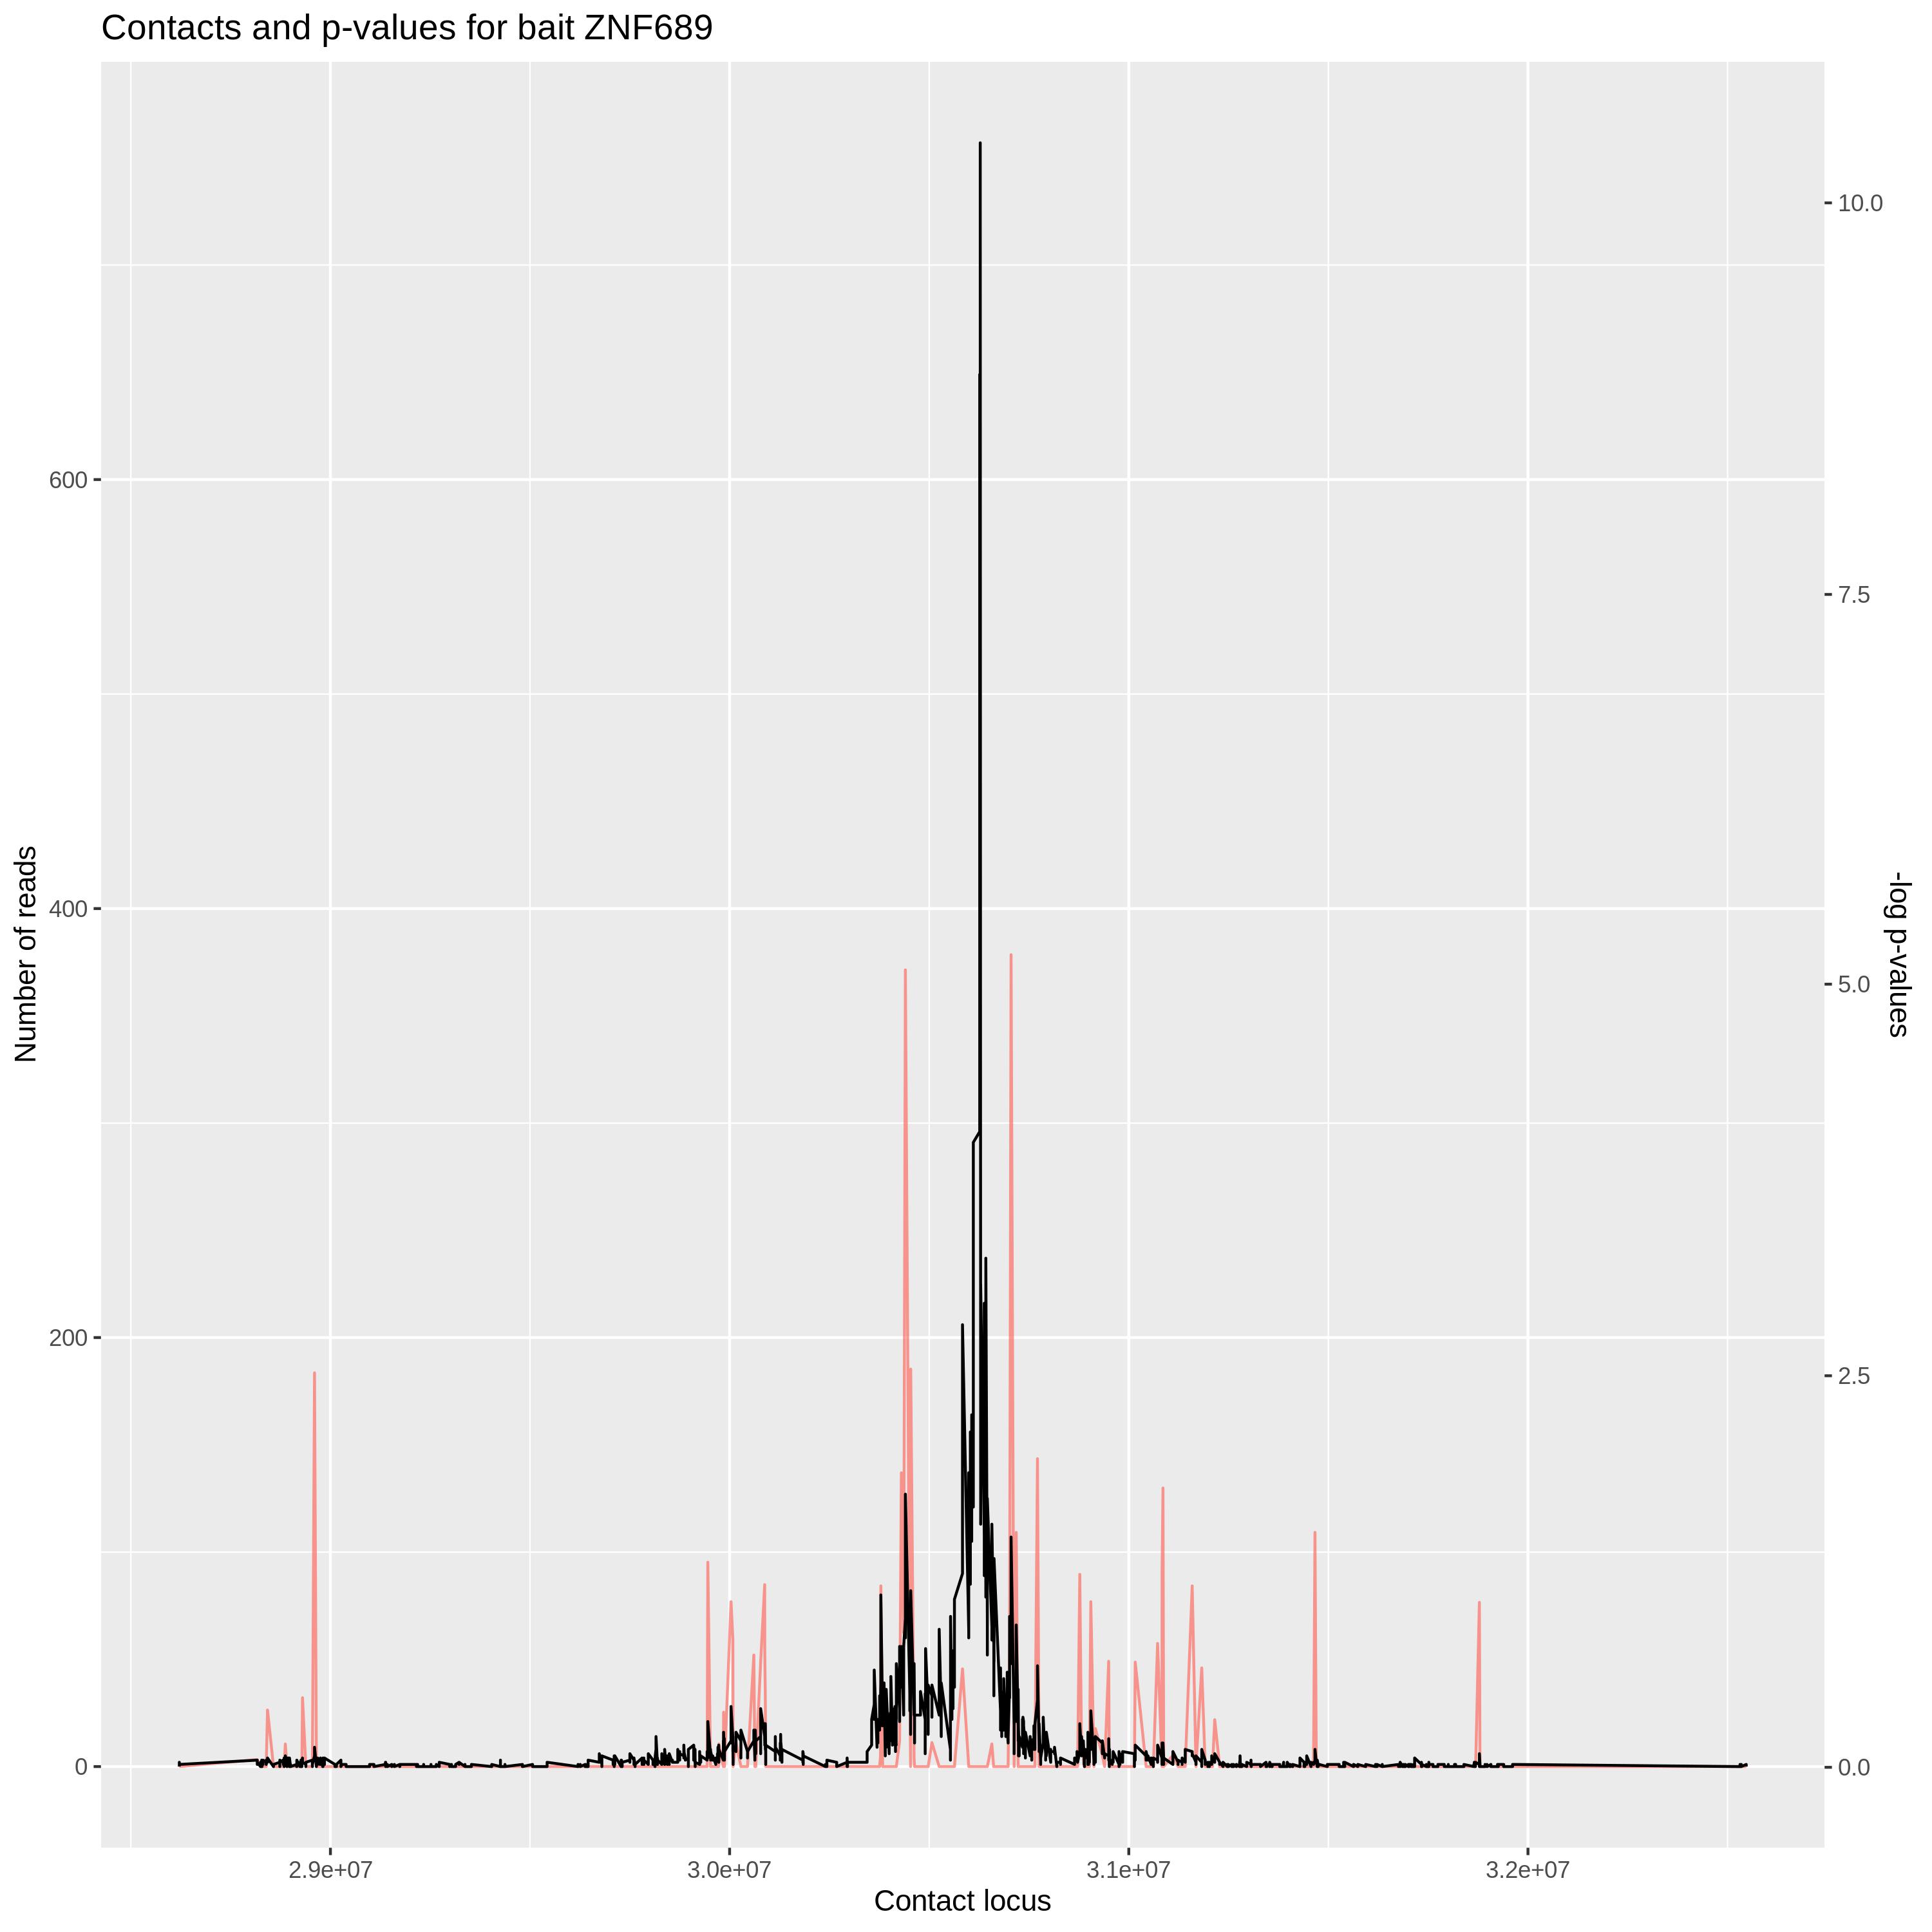 Contacts and p-values for bait ZNF689
Number of reads
600
400
200
0
10.0
7.5
5.0
2.5
0.0
-log p-values
2.9e+07
3.0e+07
3.1e+07
3.2e+07
Contact locus